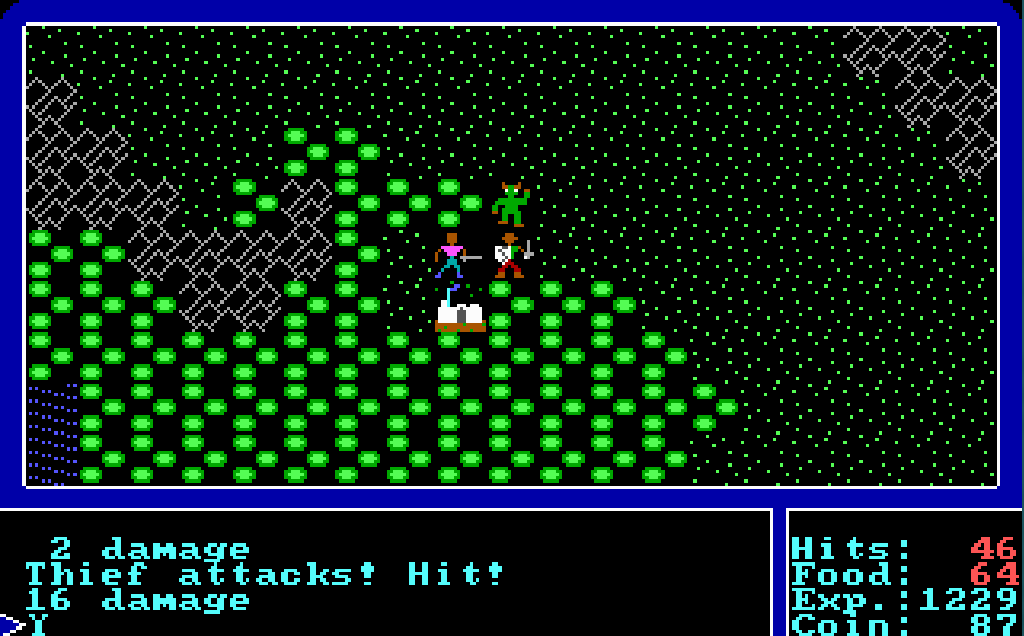 2 damage
Thief attacks! Hit!
16 damage
Y
Hits: 46
Food: 64
Exp.:1229
Coin: 87